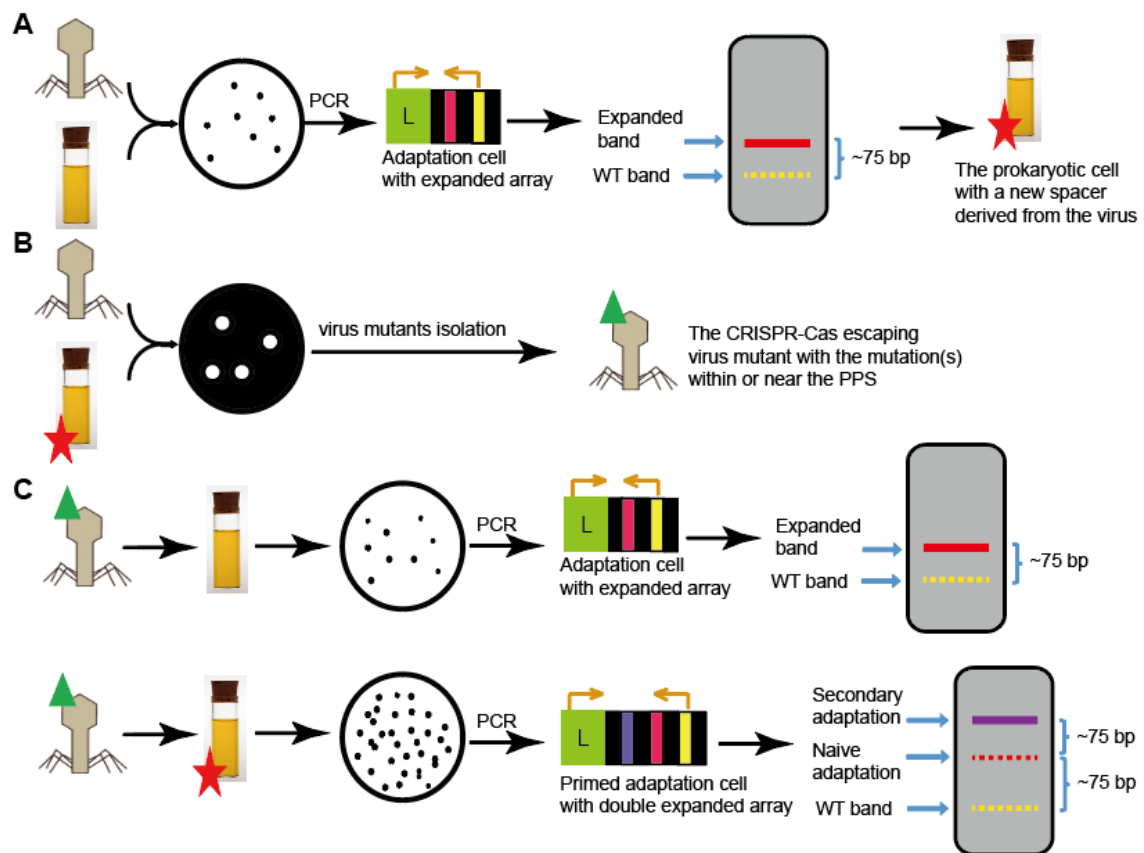 A
PCR
L
Adaptation cell
with expanded array
Expanded
band
WT band
~75 bp
The prokaryotic cell
with a new spacer
derived from the virus
B
virus mutants isolation
The CRISPR-Cas escaping
virus mutant with the mutation(s)
within or near the PPS
C
PCR
L
Adaptation cell
with expanded array
Expanded
band
WT band
~75 bp
PCR
L
Primed adaptation cell
with double expanded array
Secondary
adaptation
Naive
adaptation
WT band
~75 bp
~75 bp